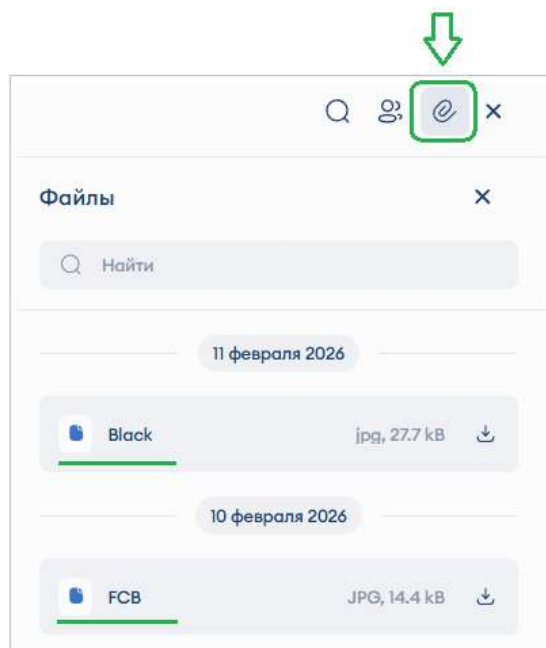 Файлы
Найти
11 февраля 2026
Black jpg, 27.7 kB
10 февраля 2026
FCB JPG, 14.4 kB